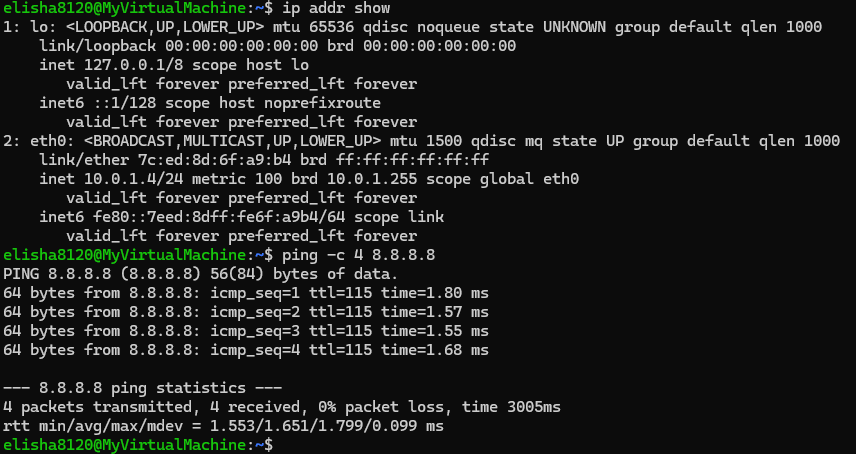 elisha8120@MyVirtualMachine:~$ ip addr show
1: lo: <LOOPBACK,UP,LOWER_UP> mtu 65536 qdisc noqueue state UNKNOWN group default qlen 1000
    link/loopback 00:00:00:00:00:00 brd 00:00:00:00:00:00
    inet 127.0.0.1/8 scope host lo
       valid_lft forever preferred_lft forever
    inet6 ::1/128 scope host noprefixroute
       valid_lft forever preferred_lft forever
2: eth0: <BROADCAST,MULTICAST,UP,LOWER_UP> mtu 1500 qdisc mq state UP group default qlen 1000
    link/ether 7c:ed:8d:6f:a9:b4 brd ff:ff:ff:ff:ff:ff
    inet 10.0.1.4/24 metric 100 brd 10.0.1.255 scope global eth0
       valid_lft forever preferred_lft forever
    inet6 fe80::7eed:8dff:fe6f:a9b4/64 scope link
       valid_lft forever preferred_lft forever
elisha8120@MyVirtualMachine:~$ ping -c 4 8.8.8.8
PING 8.8.8.8 (8.8.8.8) 56(84) bytes of data.
64 bytes from 8.8.8.8: icmp_seq=1 ttl=115 time=1.80 ms
64 bytes from 8.8.8.8: icmp_seq=2 ttl=115 time=1.57 ms
64 bytes from 8.8.8.8: icmp_seq=3 ttl=115 time=1.55 ms
64 bytes from 8.8.8.8: icmp_seq=4 ttl=115 time=1.68 ms

--- 8.8.8.8 ping statistics ---
4 packets transmitted, 4 received, 0% packet loss, time 3005ms
rtt min/avg/max/mdev = 1.553/1.651/1.799/0.099 ms
elisha8120@MyVirtualMachine:~$